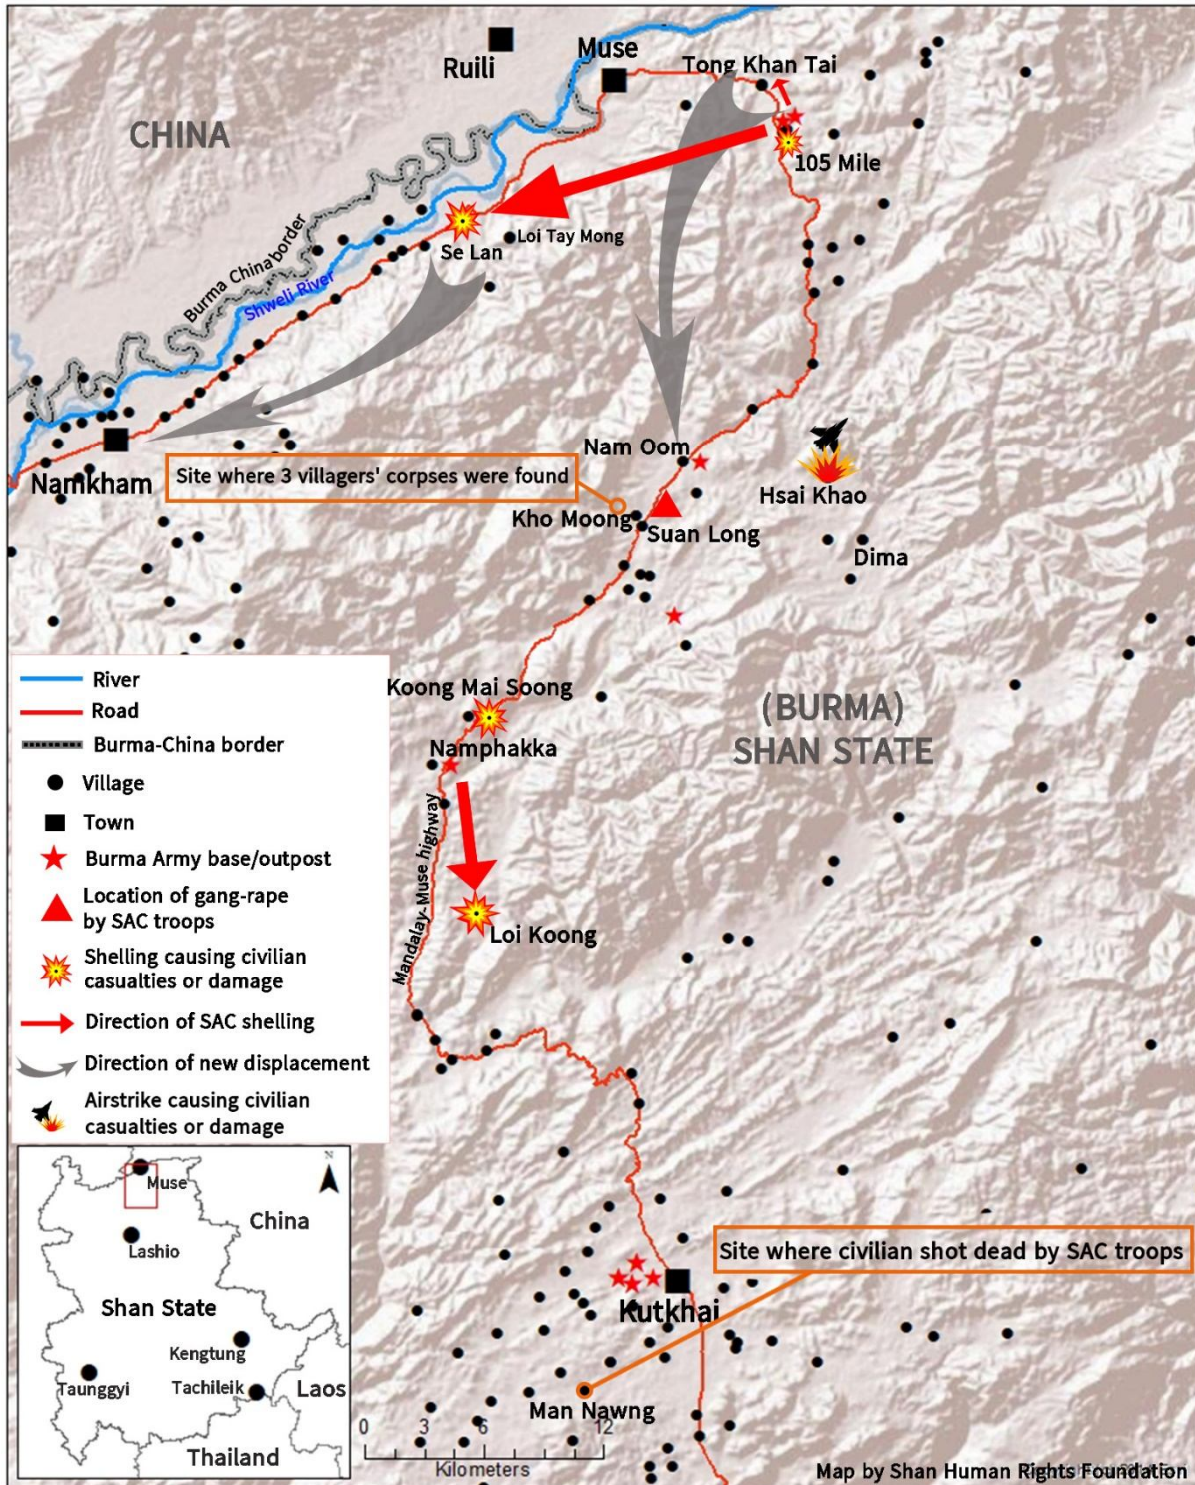 Ruili
Muse
Tong Khan Tai
CHINA
105 Mile
Se Lan
Loi Tay Mong
Burma China border
Shweli River
Namkham
Nam Oom
Site where 3 villagers' corpses were found
Hsai Khao
Kho Moong
Suan Long
Dima
Koong Mai Soong
Namphakka
(BURMA)
SHAN STATE
Mandalay-Muse highway
Loi Koong
River
Road
Burma-China border
Village
Town
Burma Army base/outpost
Location of gang-rape
by SAC troops
Shelling causing civilian
casualties or damage
Direction of SAC shelling
Direction of new displacement
Airstrike causing civilian
casualties or damage
N
Muse
China
Lashio
Shan State
Kengtung
Taunggyi
Tachileik
Laos
Thailand
Site where civilian shot dead by SAC troops
Kutkhai
Man Nawng
0 3 6 12
Kilometers
Map by Shan Human Rights Foundation